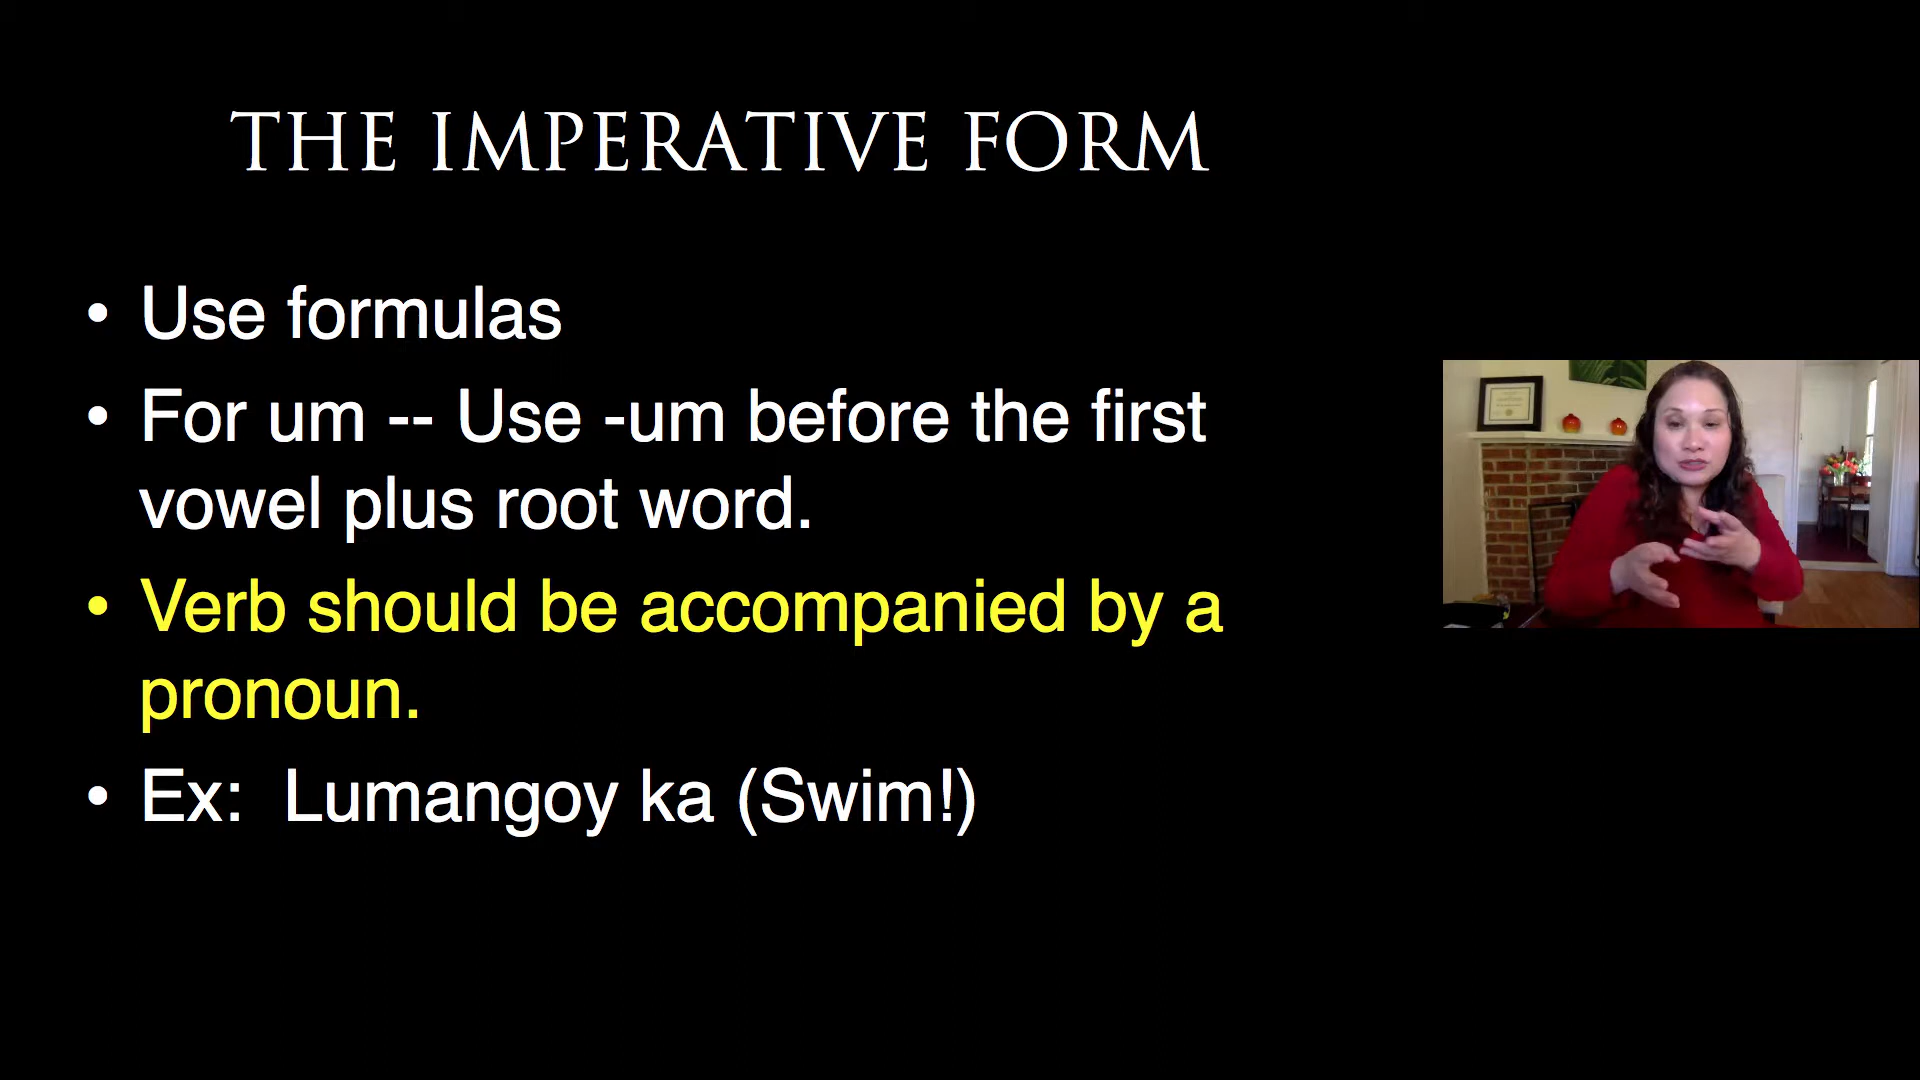 THE IMPERATIVE FORM
• Use formulas
• For um -- Use -um before the first
vowel plus root word.
• Verb should be accompanied by a
pronoun.
• Ex:  Lumangoy ka (Swim!)